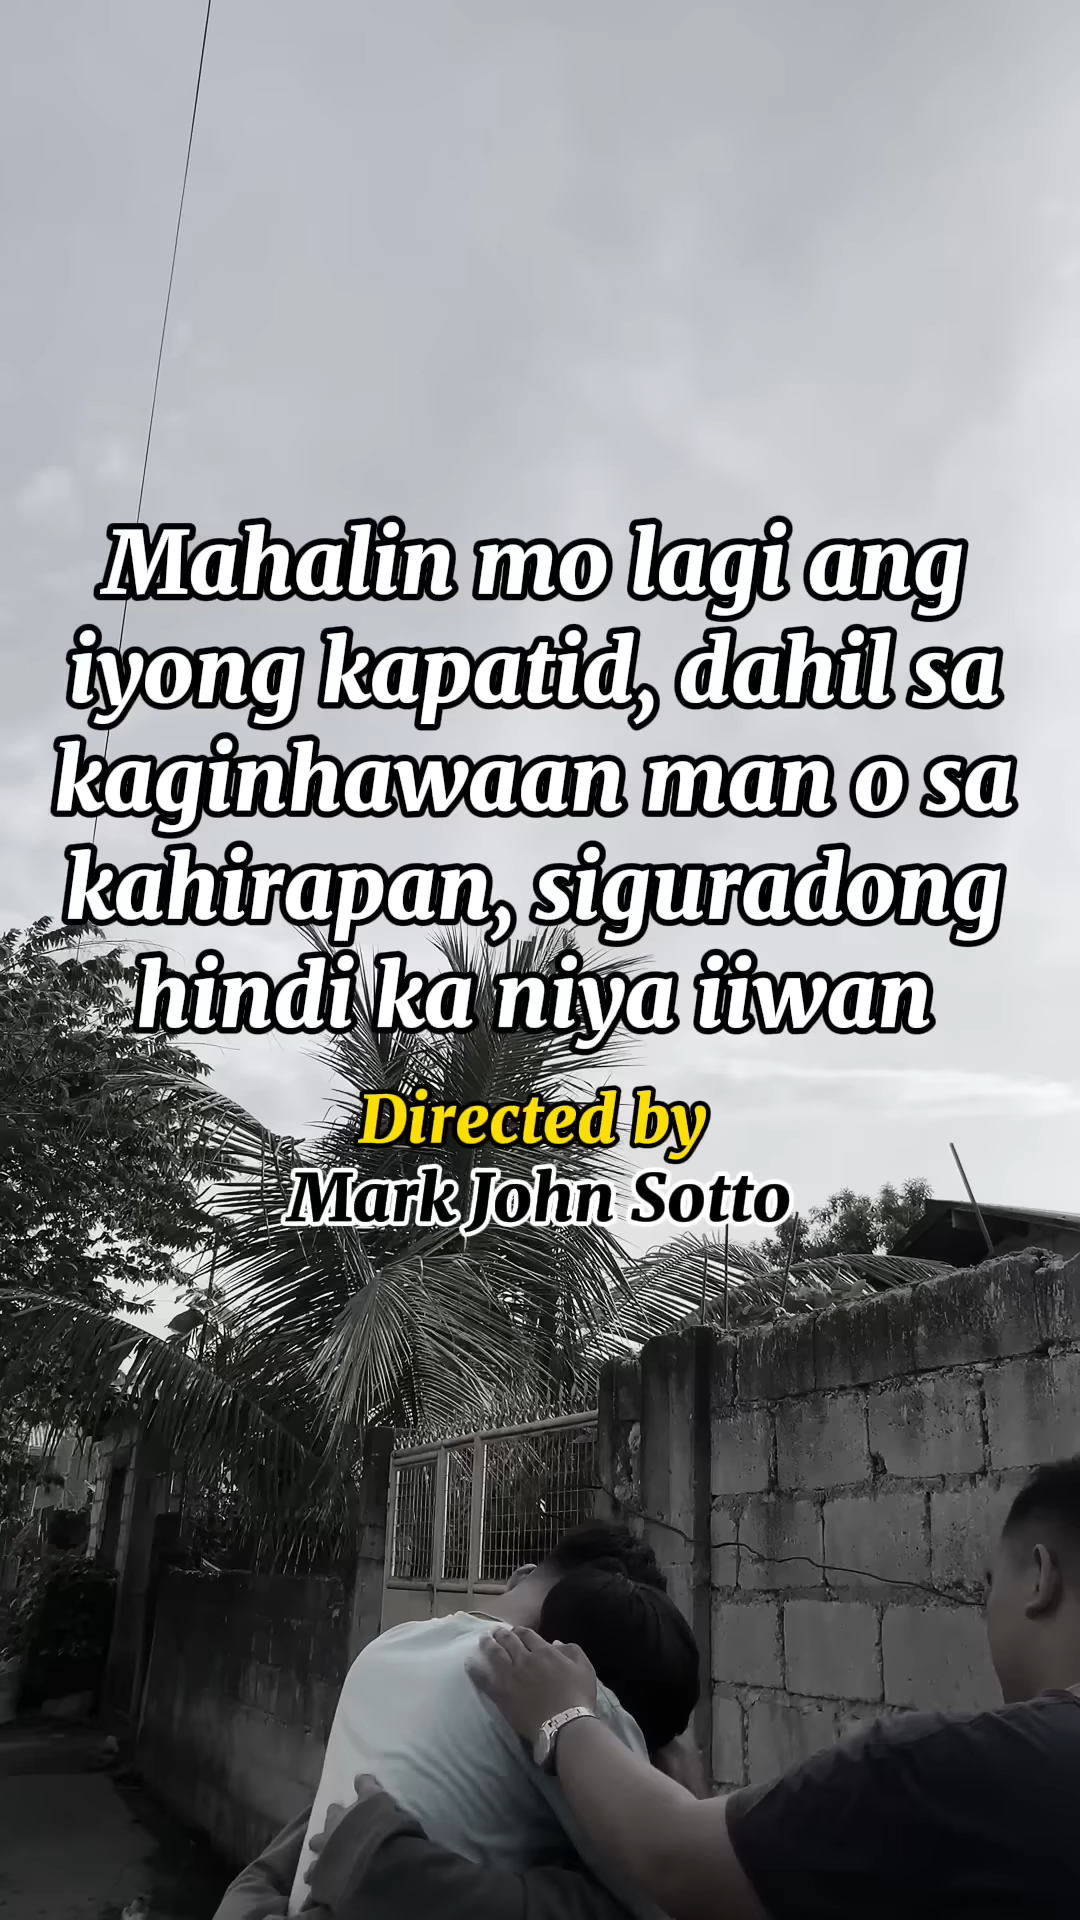 Mahalin mo lagi ang
iyong kapatid, dahil sa
kaginhawaan man o sa
kahirapan, siguradong
hindi ka niya iiwan
Directed by
Mark John Sotto